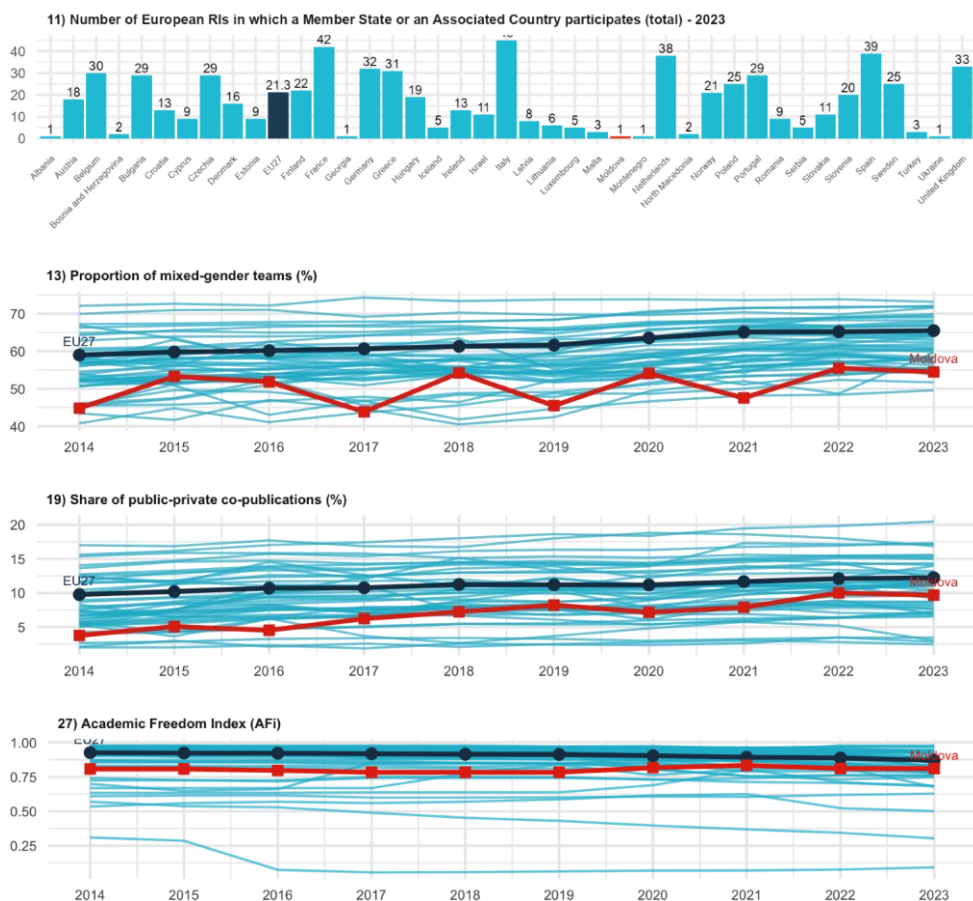 11) Number of European RIs in which a Member State or an Associated Country participates (total) - 2023
40
30
20
10
0
1
18
30
2
29
13
9
29
16
9
21.3
22
42
1
32
31
19
5
13
11
8
6
5
3
1
1
38
2
21
25
29
9
5
11
20
39
25
3
1
33
Albania
Austria
Belgium
Bosnia and Herzegovina
Bulgaria
Croatia
Cyprus
Czechia
Denmark
Estonia
EU27
Finland
France
Georgia
Germany
Greece
Hungary
Iceland
Ireland
Israel
Italy
Latvia
Lithuania
Luxembourg
Malta
Moldova
Montenegro
Netherlands
North Macedonia
Norway
Poland
Portugal
Romania
Serbia
Slovakia
Slovenia
Spain
Sweden
Turkey
Ukraine
United Kingdom
13) Proportion of mixed-gender teams (%)
70
60
50
40
EU27
Moldova
2014 2015 2016 2017 2018 2019 2020 2021 2022 2023
19) Share of public-private co-publications (%)
20
15
10
5
EU27
Moldova
2014 2015 2016 2017 2018 2019 2020 2021 2022 2023
27) Academic Freedom Index (AFi)
1.00
0.75
0.50
0.25
EU27
Moldova
2014 2015 2016 2017 2018 2019 2020 2021 2022 2023